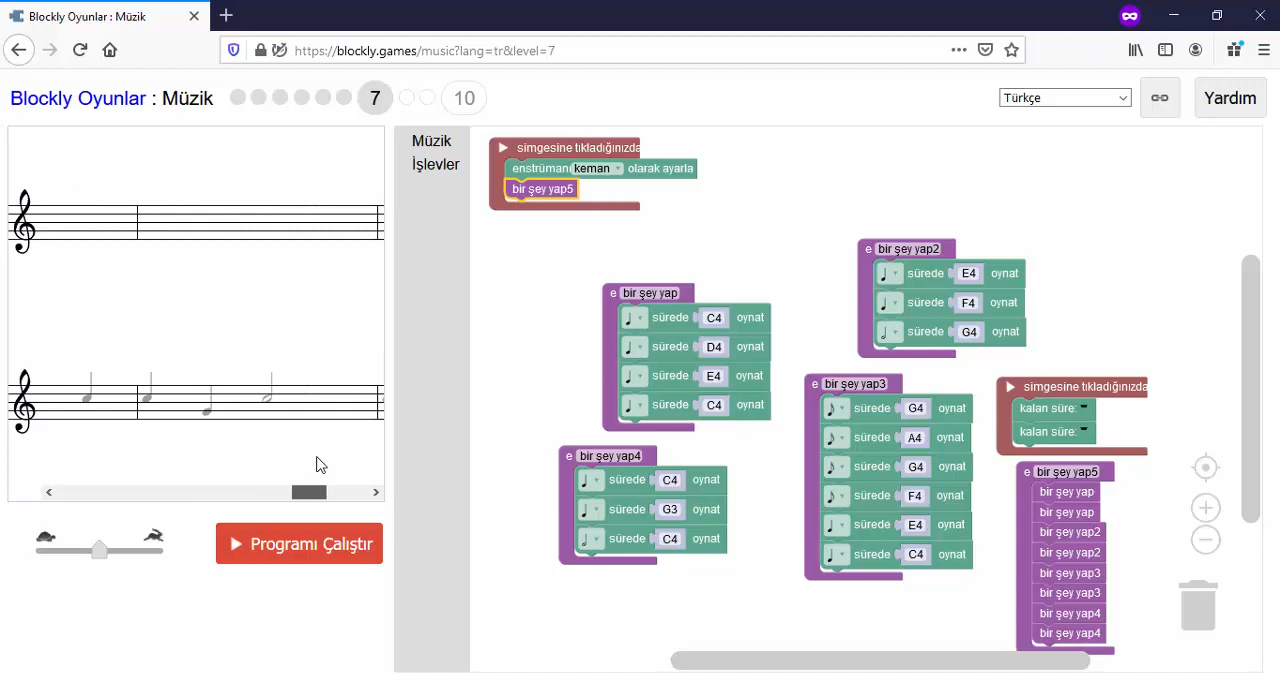 Blockly Oyunlar : Müzik
https://blockly.games/music?lang=tr&level=7
Blockly Oyunlar : Müzik
7
10
Türkçe
Yardım
Müzik
İşlevler
simgesine tıkladığınızda
enstrümanı keman olarak ayarla
bir şey yap5
e bir şey yap
sürede C4 oynat
sürede D4 oynat
sürede E4 oynat
sürede C4 oynat
e bir şey yap2
sürede E4 oynat
sürede F4 oynat
sürede G4 oynat
e bir şey yap3
sürede G4 oynat
sürede A4 oynat
sürede G4 oynat
sürede F4 oynat
sürede E4 oynat
sürede C4 oynat
e bir şey yap4
sürede C4 oynat
sürede G3 oynat
sürede C4 oynat
simgesine tıkladığınızda
kalan süre:
kalan süre:
e bir şey yap5
bir şey yap
bir şey yap
bir şey yap2
bir şey yap2
bir şey yap3
bir şey yap3
bir şey yap4
bir şey yap4
Programı Çalıştır